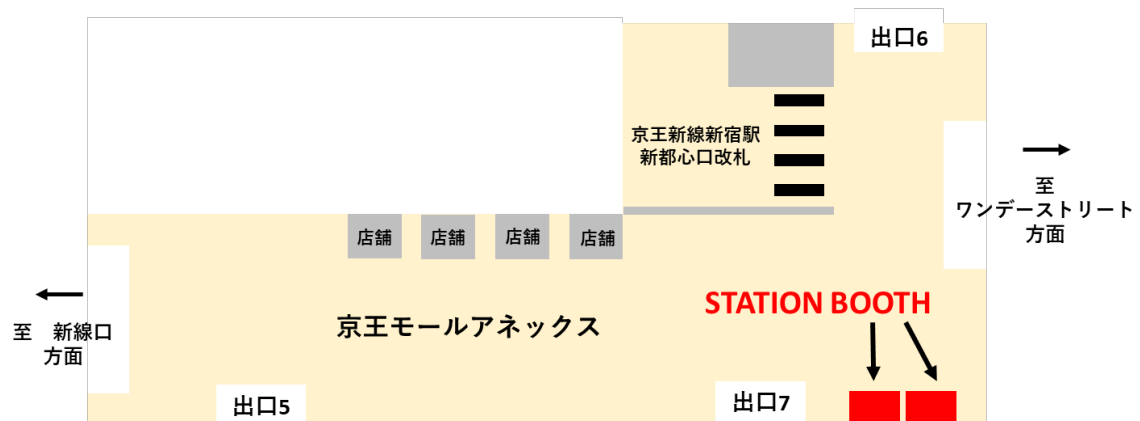 出口6
京王新線新宿駅
新都心口改札
至
ワンデーストリート
方面
店舗
店舗
店舗
店舗
STATION BOOTH
京王モールアネックス
至　新線口
方面
出口5
出口7